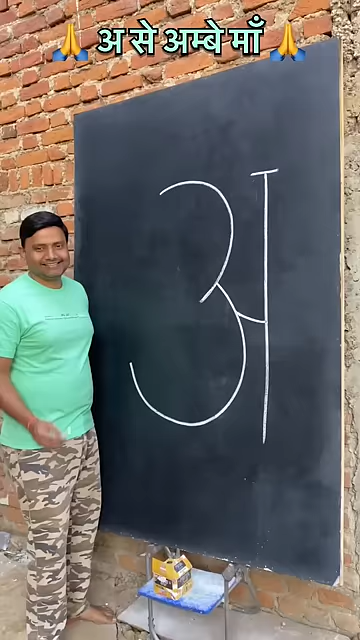 🙏 अ से अम्बे माँ 🙏
अ